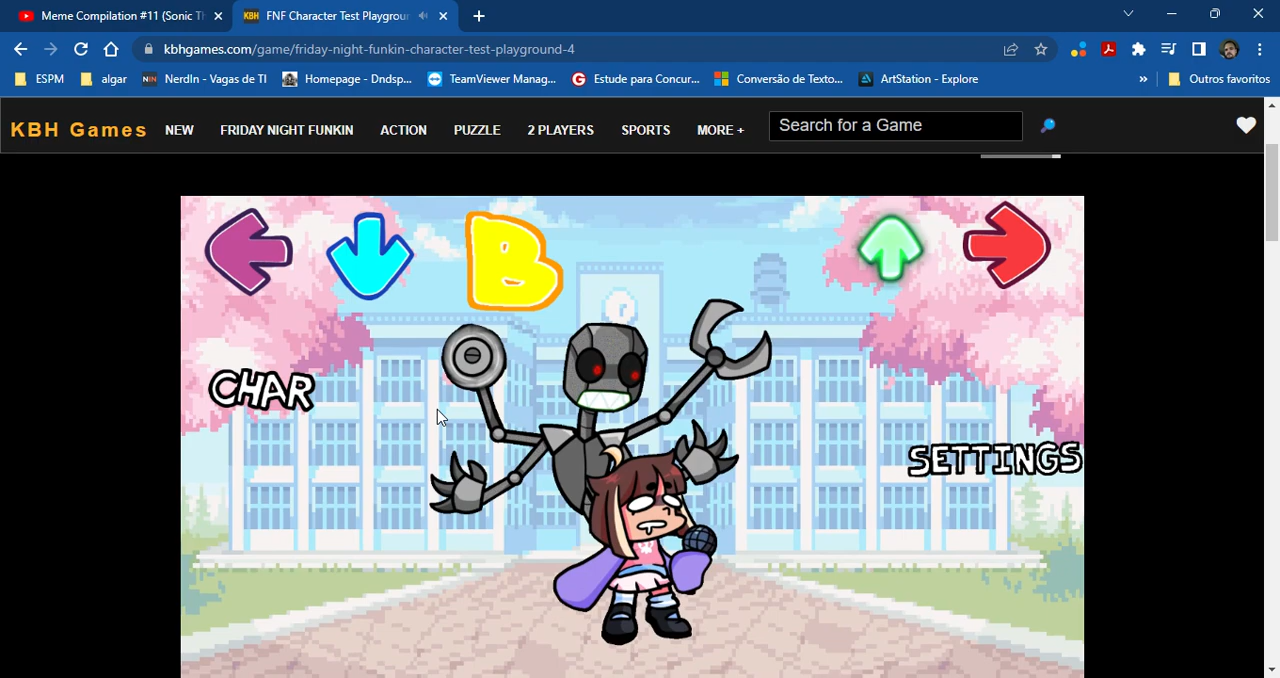 Meme Compilation #11 (Sonic Th
FNF Character Test Playgroun
kbhgames.com/game/friday-night-funkin-character-test-playground-4
ESPM
algar
NerdIn - Vagas de TI
Homepage - Dndsp...
TeamViewer Manag...
Estude para Concur...
Conversão de Texto...
ArtStation - Explore
»
Outros favoritos
KBH Games
NEW
FRIDAY NIGHT FUNKIN
ACTION
PUZZLE
2 PLAYERS
SPORTS
MORE +
Search for a Game
B
CHAR
SETTINGS